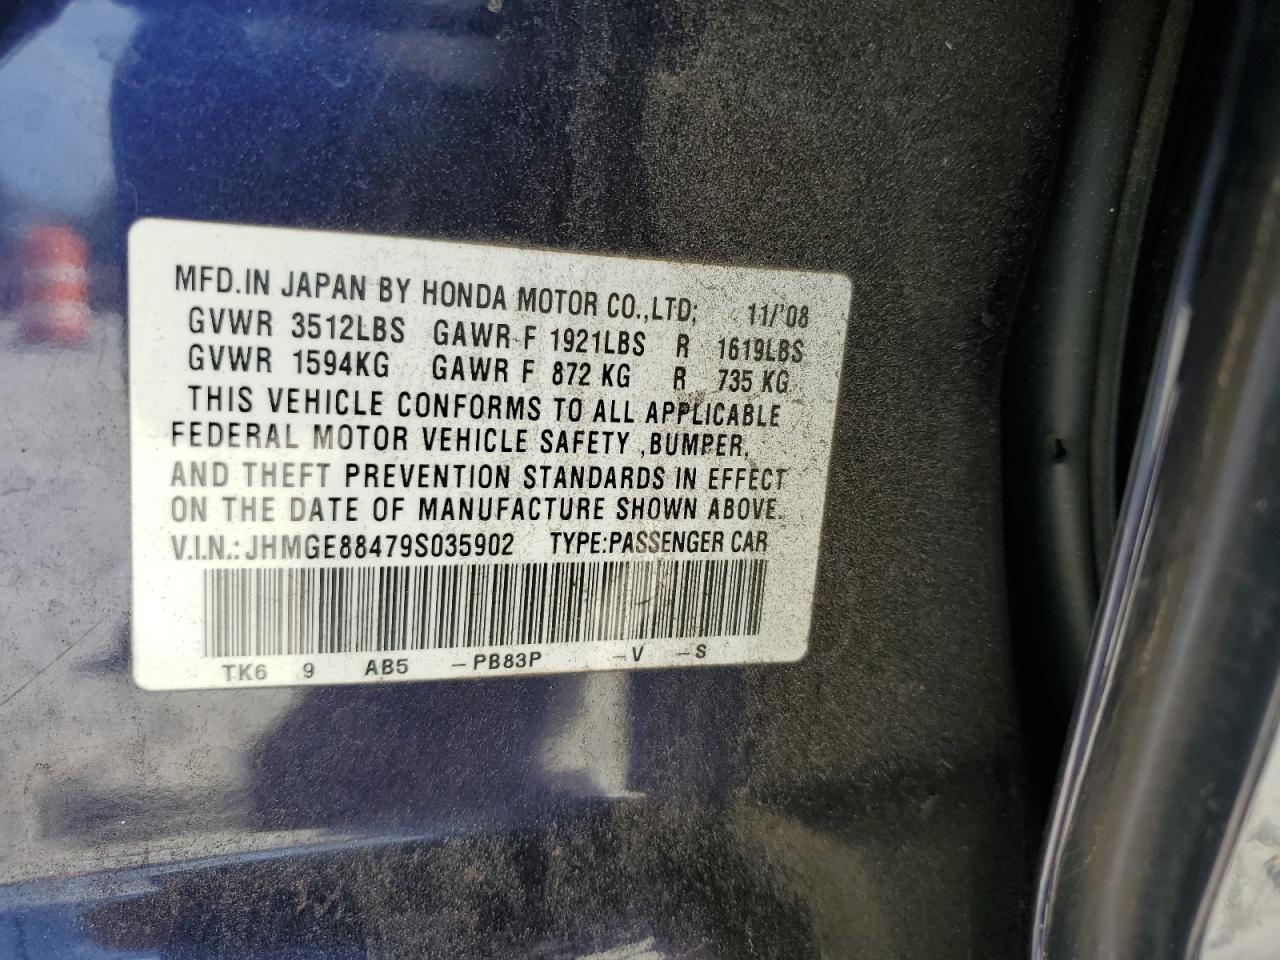 MFD.IN JAPAN BY HONDA MOTOR CO.,LTD; 11/'08
GVWR 3512LBS GAWR F 1921LBS R 1619LBS
GVWR 1594KG GAWR F 872 KG R 735 KG
THIS VEHICLE CONFORMS TO ALL APPLICABLE
FEDERAL MOTOR VEHICLE SAFETY ,BUMPER,
AND THEFT PREVENTION STANDARDS IN EFFECT
ON THE DATE OF MANUFACTURE SHOWN ABOVE.
V.I.N.:JHMGE88479S035902 TYPE:PASSENGER CAR
TK6 9 AB5 -PB83P -V -S